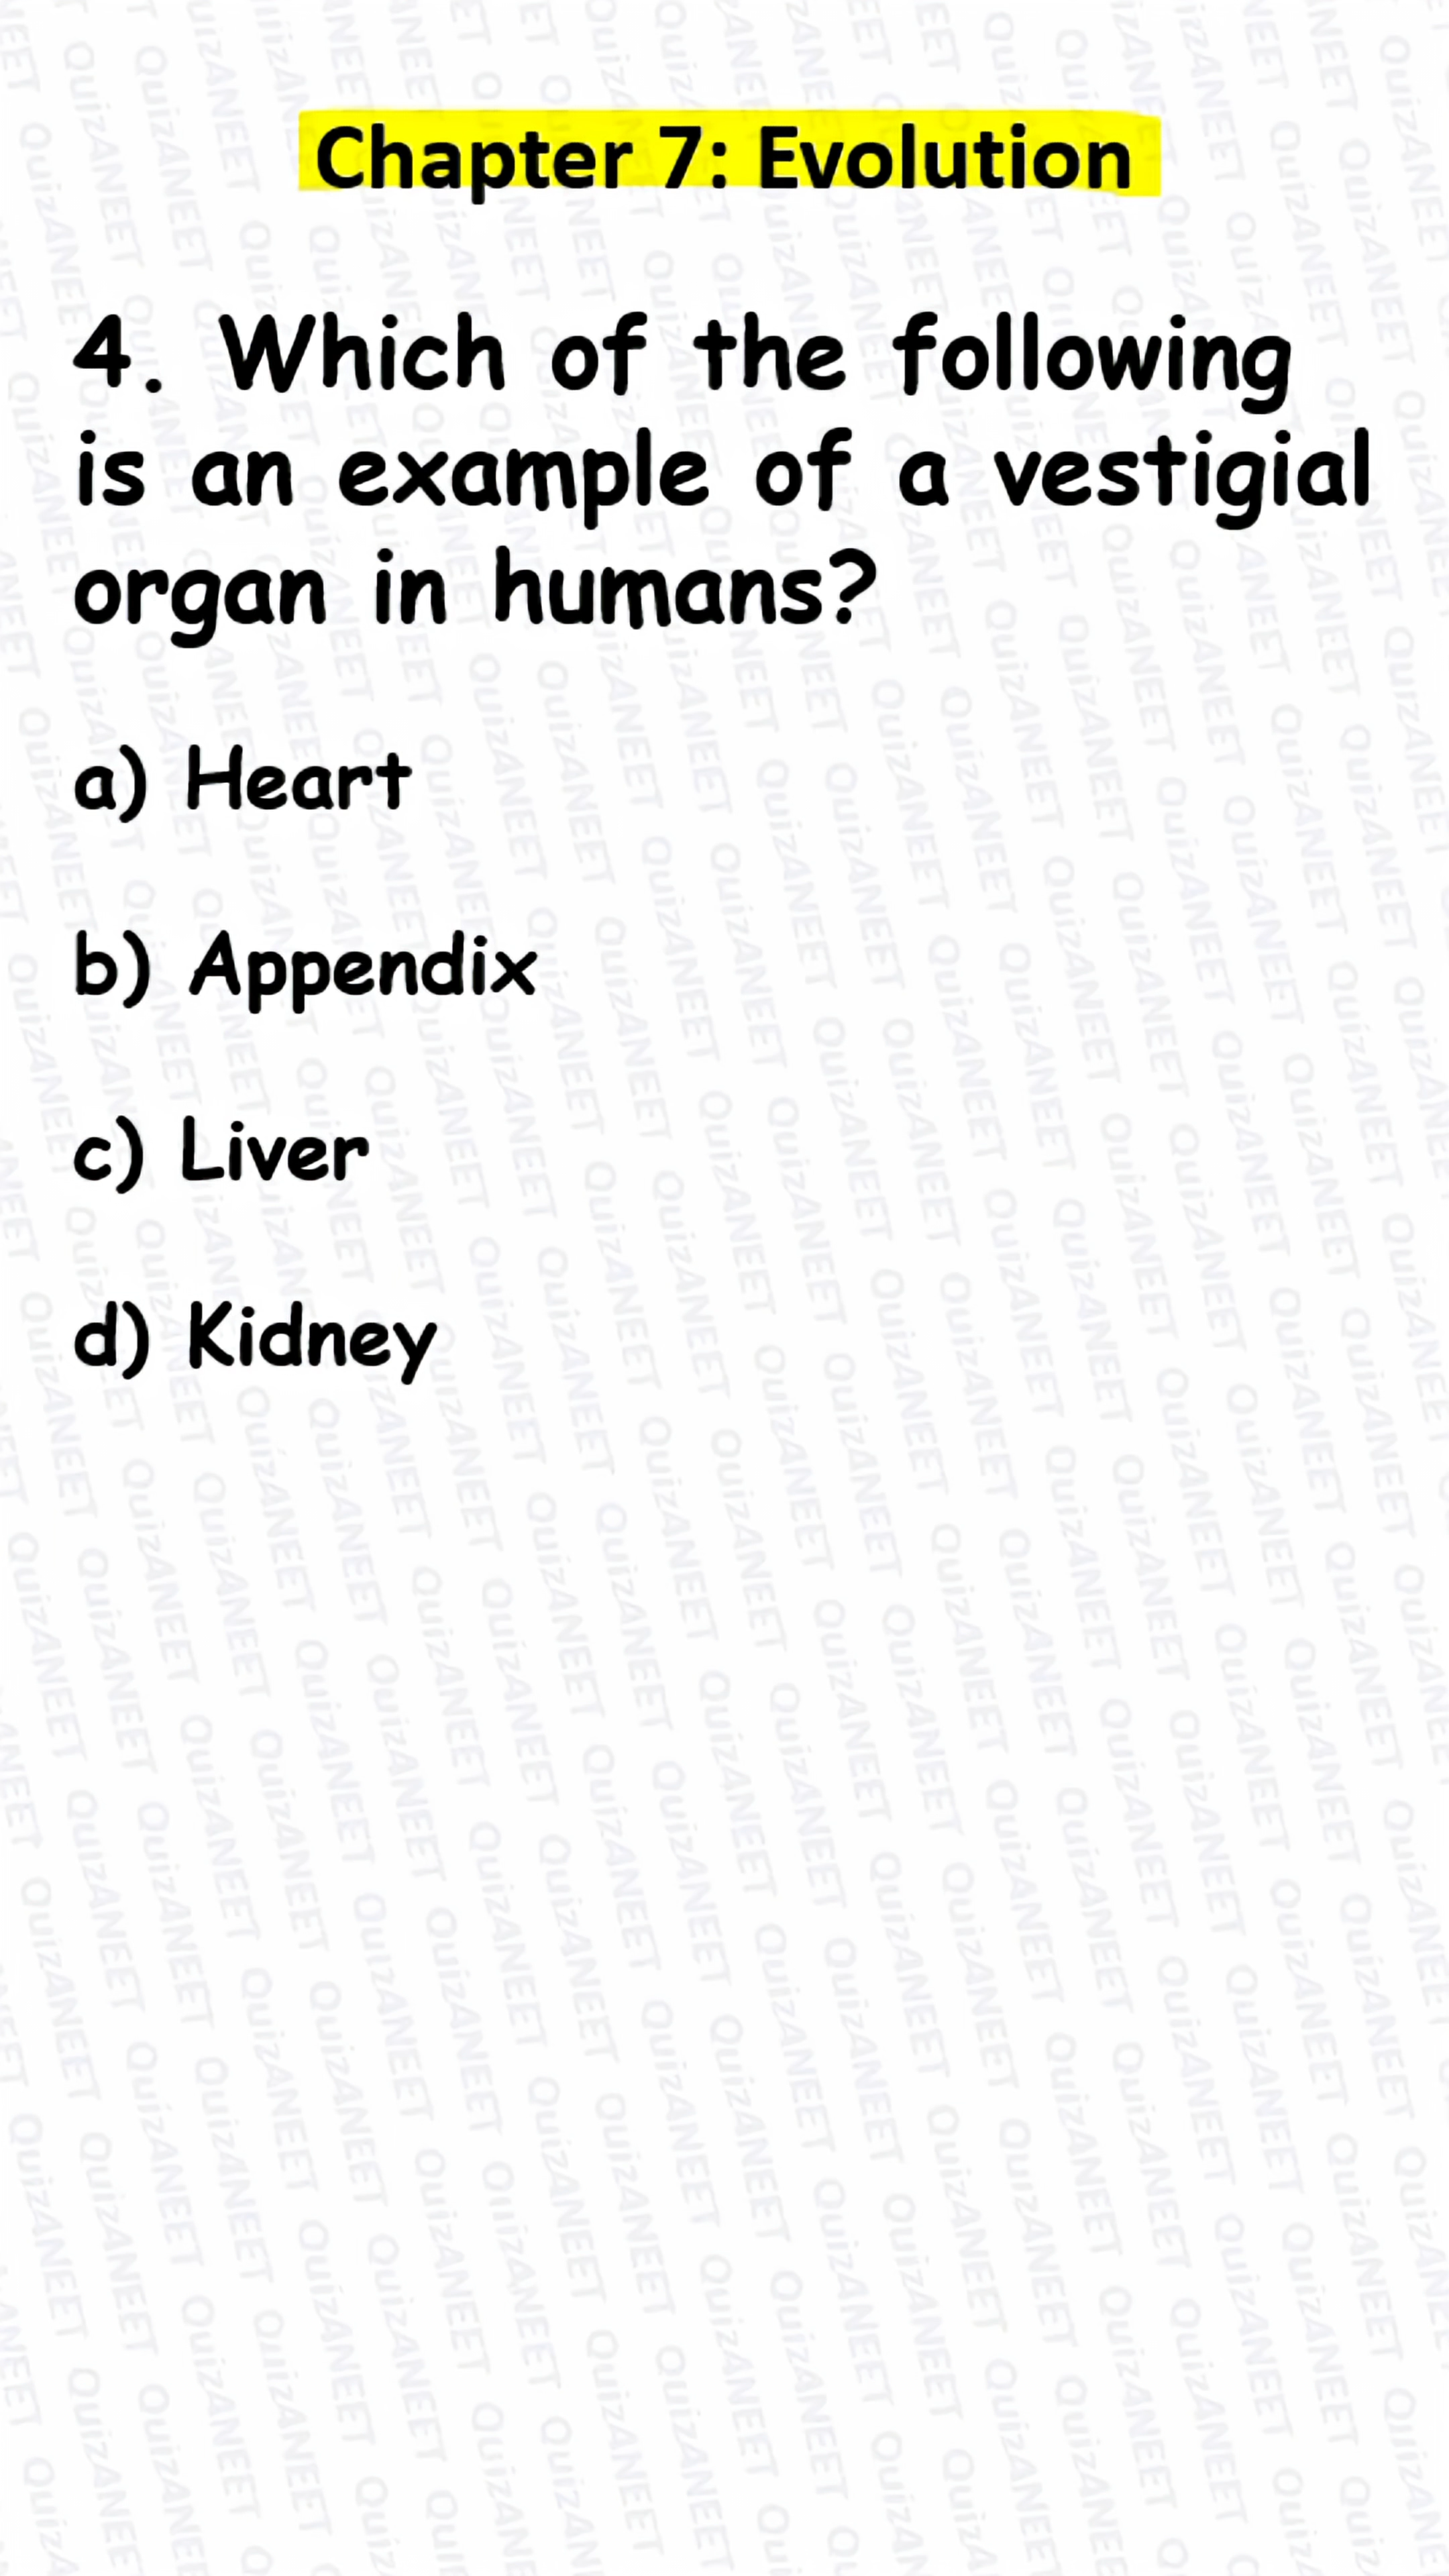 Chapter 7: Evolution
4. Which of the following
is an example of a vestigial
organ in humans?
a) Heart
b) Appendix
c) Liver
d) Kidney
QuizANEET